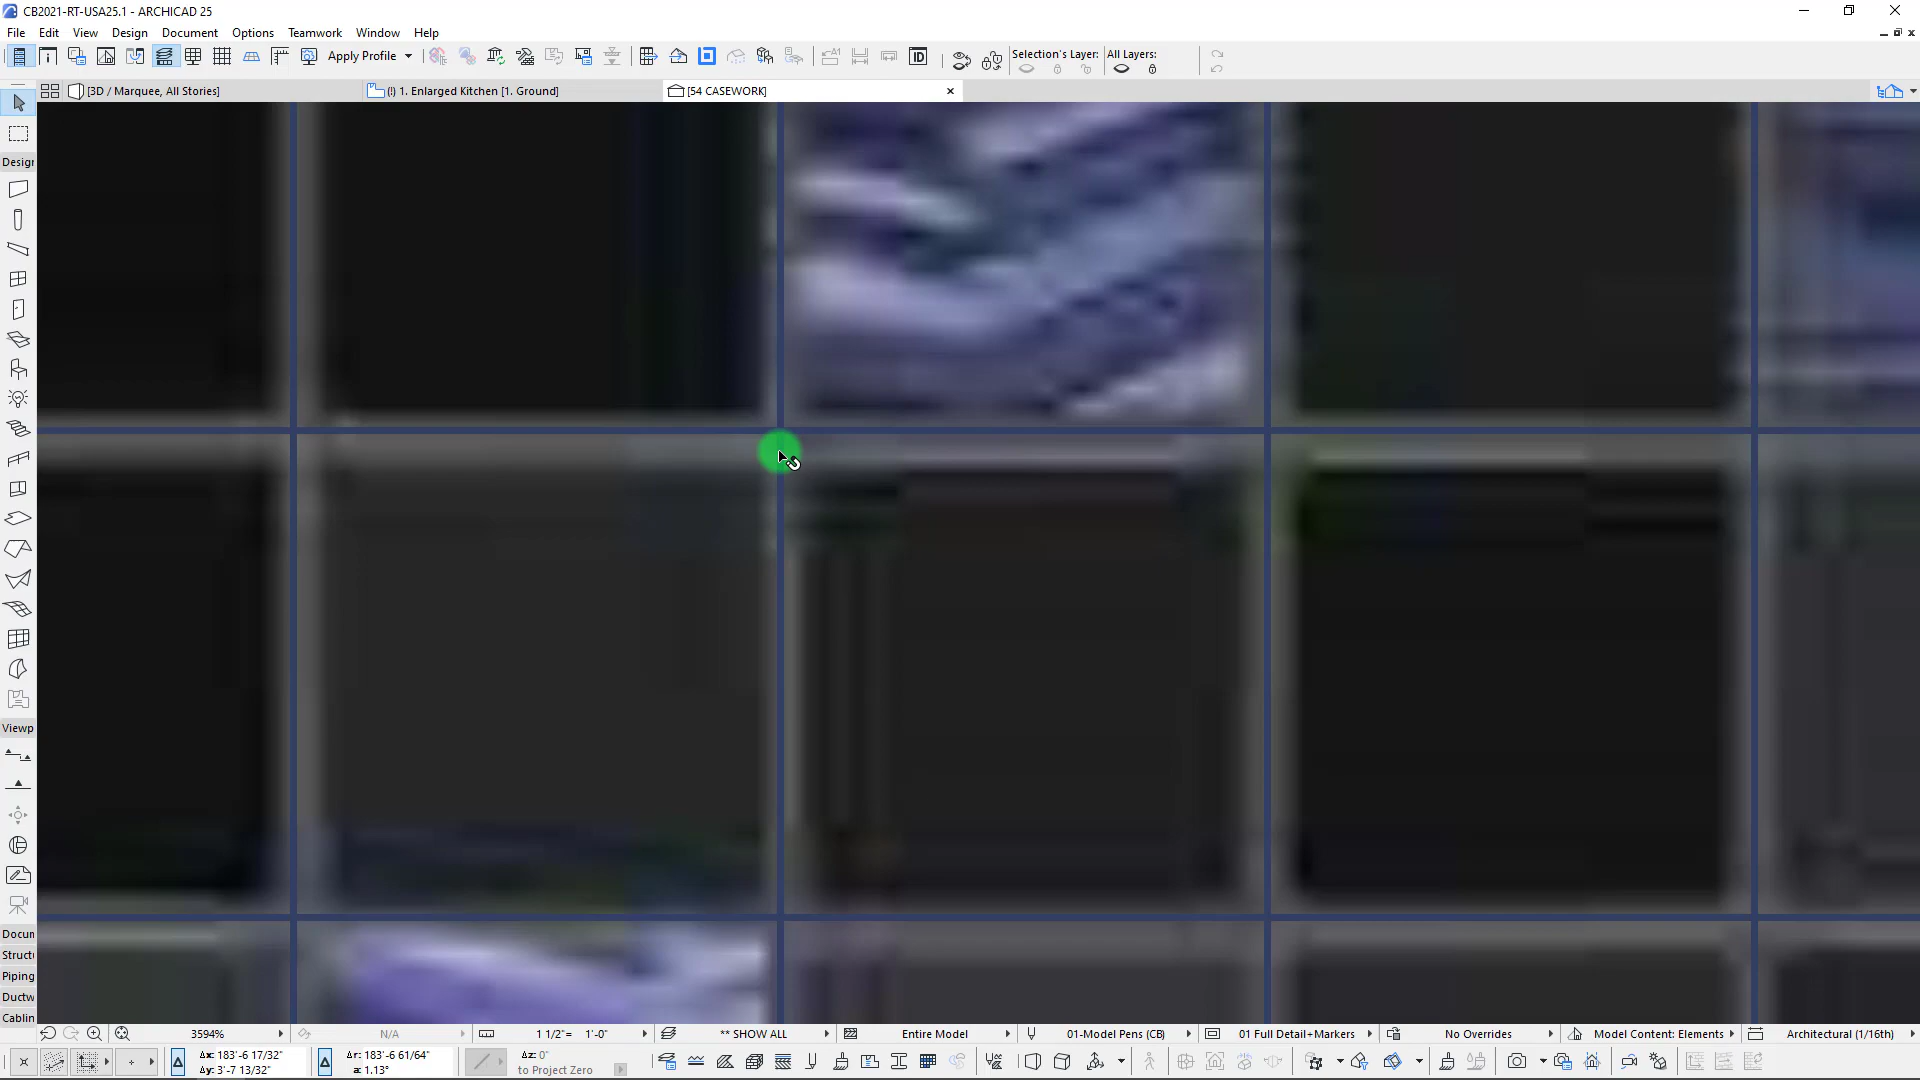 CB2021-RT-USA25.1 - ARCHICAD 25
File Edit View Design Document Options Teamwork Window Help
Apply Profile
Selection's Layer: All Layers:
[3D / Marquee, All Stories]
(!) 1. Enlarged Kitchen [1. Ground]
[54 CASEWORK]
Desigr
Viewp
Docun
Struct
Piping
Ductw
Cablin
3594% N/A 1 1/2"= 1'-0" ** SHOW ALL Entire Model 01-Model Pens (CB) 01 Full Detail+Markers No Overrides Model Content: Elements Architectural (1/16th)
Δx: 183'-6 17/32" Δr: 183'-6 61/64" Δz: 0"
Δy: 3'-7 13/32" a: 1.13° to Project Zero
ID